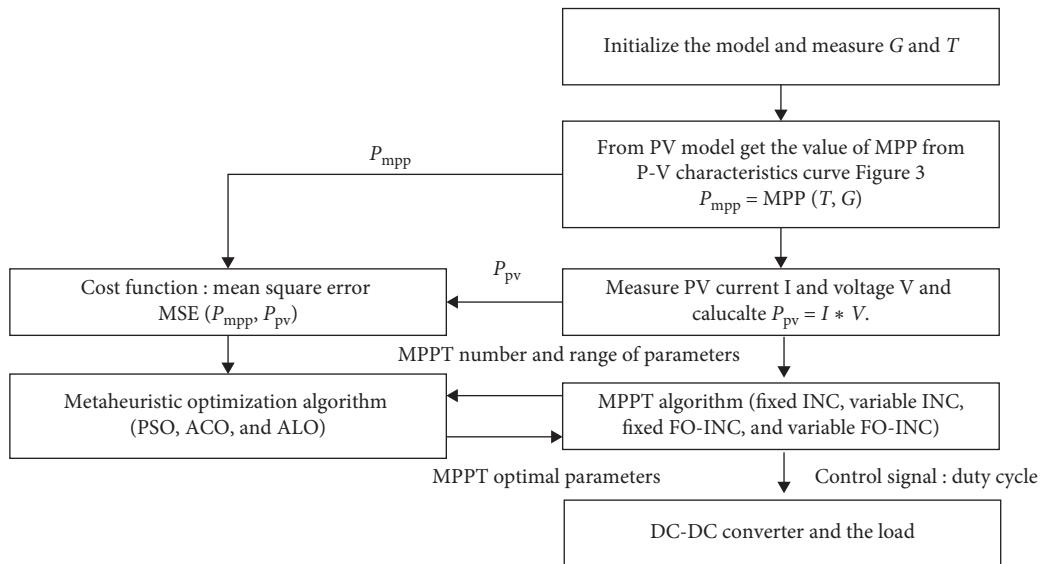 Initialize the model and measure G and T
P_mpp
From PV model get the value of MPP from
P-V characteristics curve Figure 3
P_mpp = MPP (T, G)
P_pv
Cost function : mean square error
MSE (P_mpp, P_pv)
Measure PV current I and voltage V and
calucalte P_pv = I * V.
MPPT number and range of parameters
Metaheuristic optimization algorithm
(PSO, ACO, and ALO)
MPPT algorithm (fixed INC, variable INC,
fixed FO-INC, and variable FO-INC)
MPPT optimal parameters
Control signal : duty cycle
DC-DC converter and the load